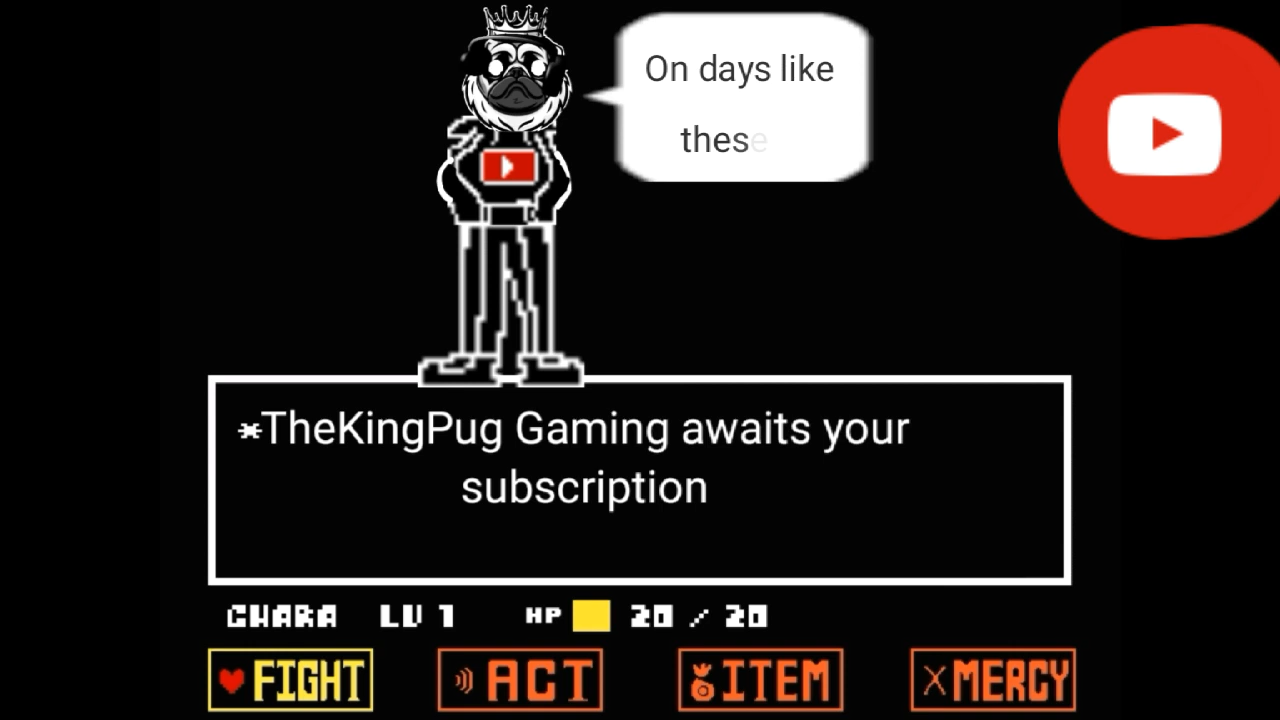 On days like
these
*TheKingPug Gaming awaits your
subscription
CHARA LV 1 HP 20 / 20
FIGHT ACT ITEM MERCY